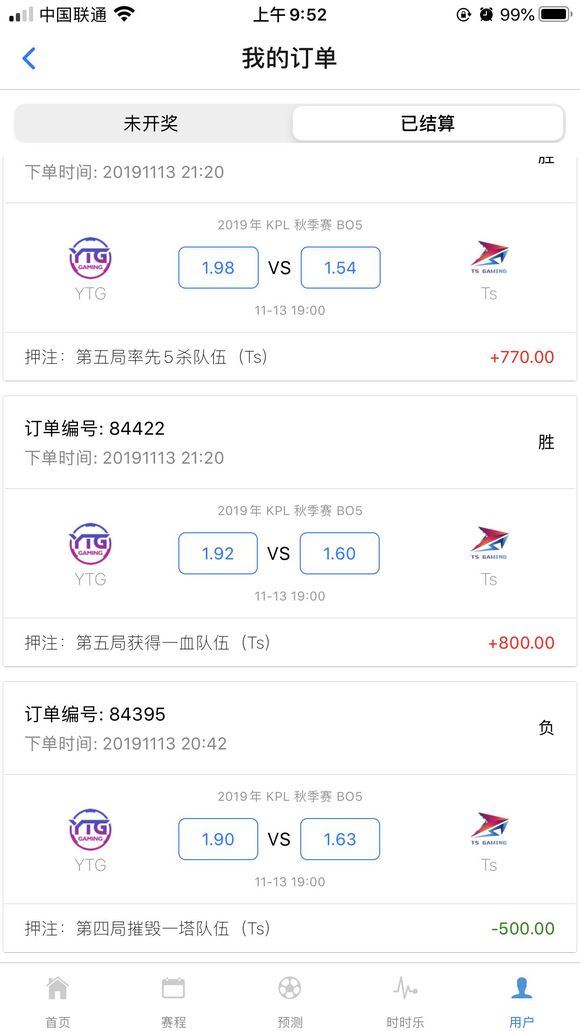 中国联通 上午9:52 99%
我的订单
未开奖 已结算
下单时间: 20191113 21:20 胜
2019年 KPL 秋季赛 BO5
YTG GAMING 1.98 VS 1.54 TS GAMING
YTG Ts
11-13 19:00
押注：第五局率先5杀队伍（Ts） +770.00
订单编号: 84422 胜
下单时间: 20191113 21:20
2019年 KPL 秋季赛 BO5
YTG GAMING 1.92 VS 1.60 TS GAMING
YTG Ts
11-13 19:00
押注：第五局获得一血队伍（Ts） +800.00
订单编号: 84395 负
下单时间: 20191113 20:42
2019年 KPL 秋季赛 BO5
YTG GAMING 1.90 VS 1.63 TS GAMING
YTG Ts
11-13 19:00
押注：第四局摧毁一塔队伍（Ts） -500.00
首页 赛程 预测 时时乐 用户